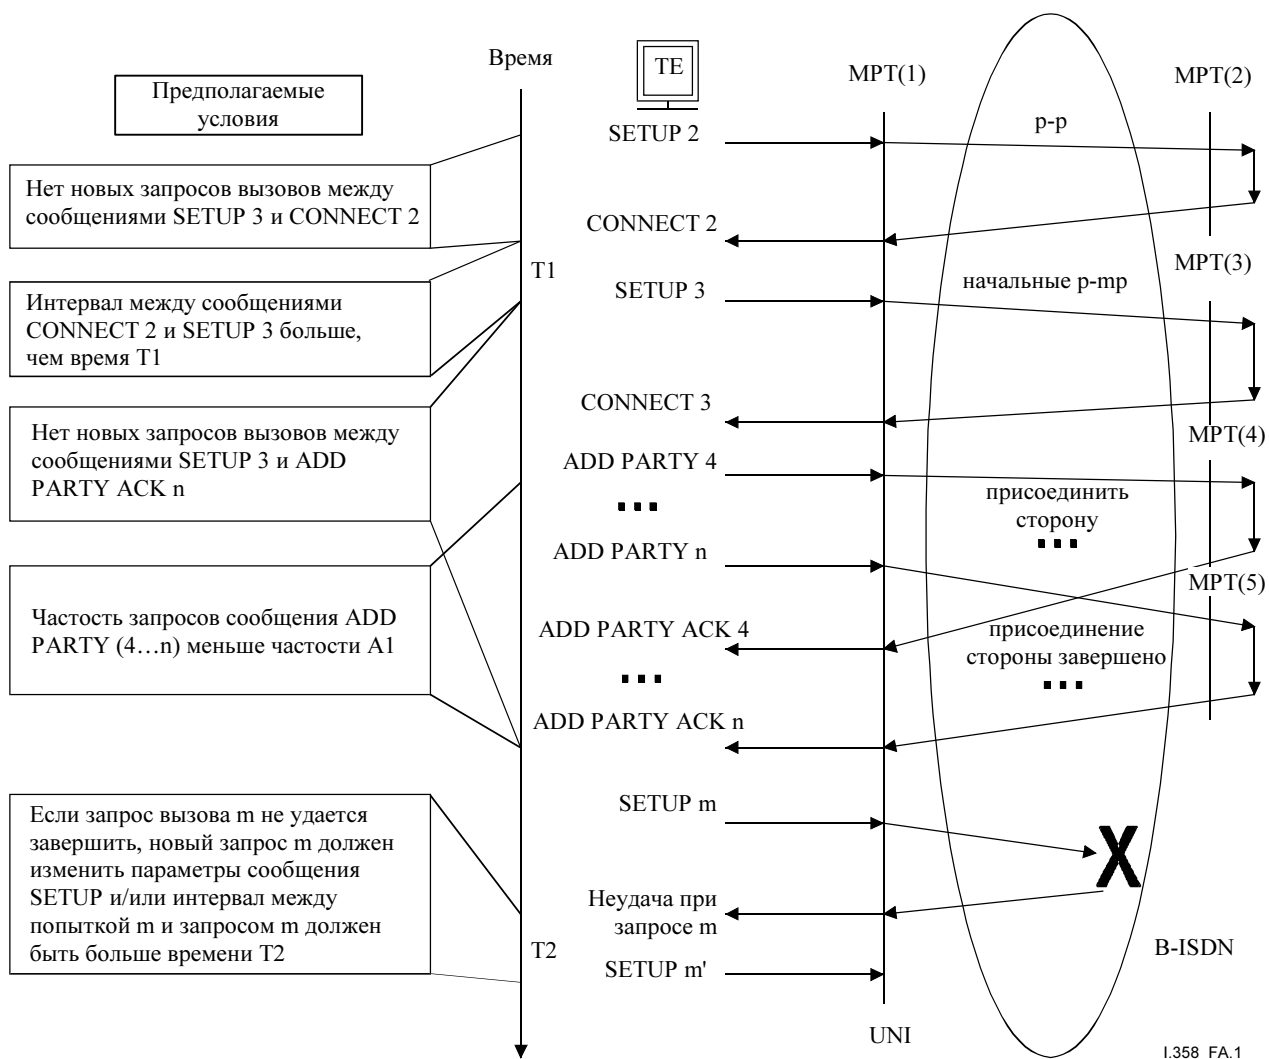 Время
TE
MPT(1)
MPT(2)
Предполагаемые
условия
SETUP 2
p-p
Нет новых запросов вызовов между
сообщениями SETUP 3 и CONNECT 2
CONNECT 2
T1
MPT(3)
SETUP 3
начальные p-mp
Интервал между сообщениями
CONNECT 2 и SETUP 3 больше,
чем время T1
CONNECT 3
Нет новых запросов вызовов между
сообщениями SETUP 3 и ADD
PARTY ACK n
MPT(4)
ADD PARTY 4
присоединить
сторону
...
...
ADD PARTY n
MPT(5)
Частость запросов сообщения ADD
PARTY (4…n) меньше частости A1
ADD PARTY ACK 4
присоединение
стороны завершено
...
...
ADD PARTY ACK n
SETUP m
Если запрос вызова m не удается
завершить, новый запрос m должен
изменить параметры сообщения
SETUP и/или интервал между
попыткой m и запросом m должен
быть больше времени T2
X
Неудача при
запросе m
T2
B-ISDN
SETUP m'
UNI
I.358_FA.1